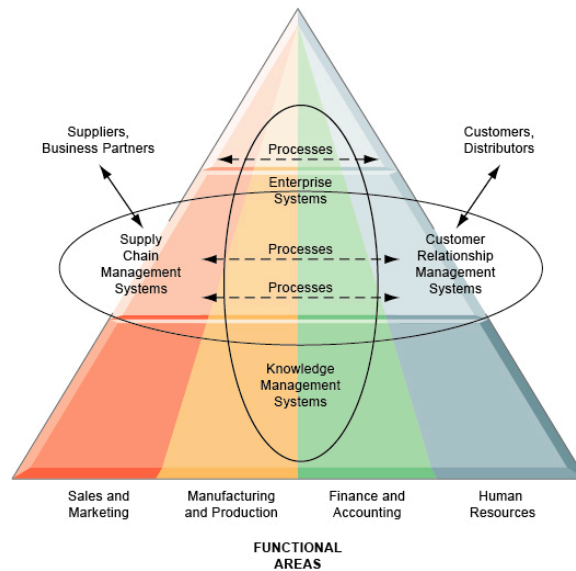 Suppliers,
Business Partners
Customers,
Distributors
Processes
Enterprise
Systems
Supply
Chain
Management
Systems
Processes
Processes
Customer
Relationship
Management
Systems
Knowledge
Management
Systems
Sales and
Marketing
Manufacturing
and Production
Finance and
Accounting
Human
Resources
FUNCTIONAL
AREAS